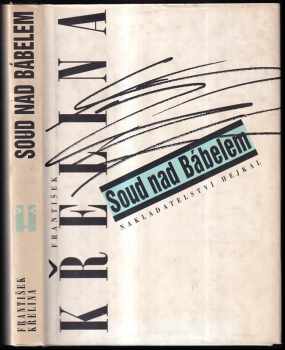 SOUD NAD BÁBELEM
FRANTIŠEK
KŘELINA
FRANTIŠEK
KŘELINA
Soud nad Bábelem
NAKLADATELSTVÍ HEJKAL